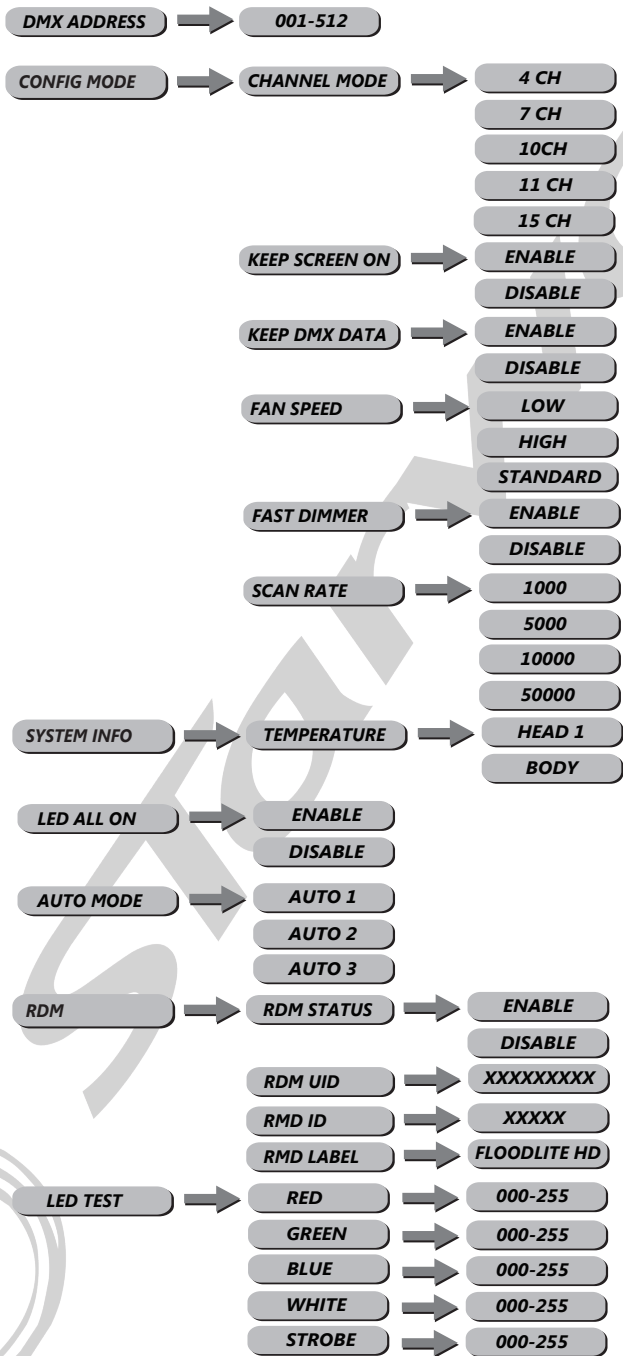 DMX ADDRESS 001-512
CONFIG MODE CHANNEL MODE 4 CH
7 CH
10CH
11 CH
15 CH
KEEP SCREEN ON ENABLE
DISABLE
KEEP DMX DATA ENABLE
DISABLE
FAN SPEED LOW
HIGH
STANDARD
FAST DIMMER ENABLE
DISABLE
SCAN RATE 1000
5000
10000
50000
SYSTEM INFO TEMPERATURE HEAD 1
BODY
LED ALL ON ENABLE
DISABLE
AUTO MODE AUTO 1
AUTO 2
AUTO 3
RDM RDM STATUS ENABLE
DISABLE
RDM UID XXXXXXXXX
RMD ID XXXXX
RMD LABEL FLOODLITE HD
LED TEST RED 000-255
GREEN 000-255
BLUE 000-255
WHITE 000-255
STROBE 000-255